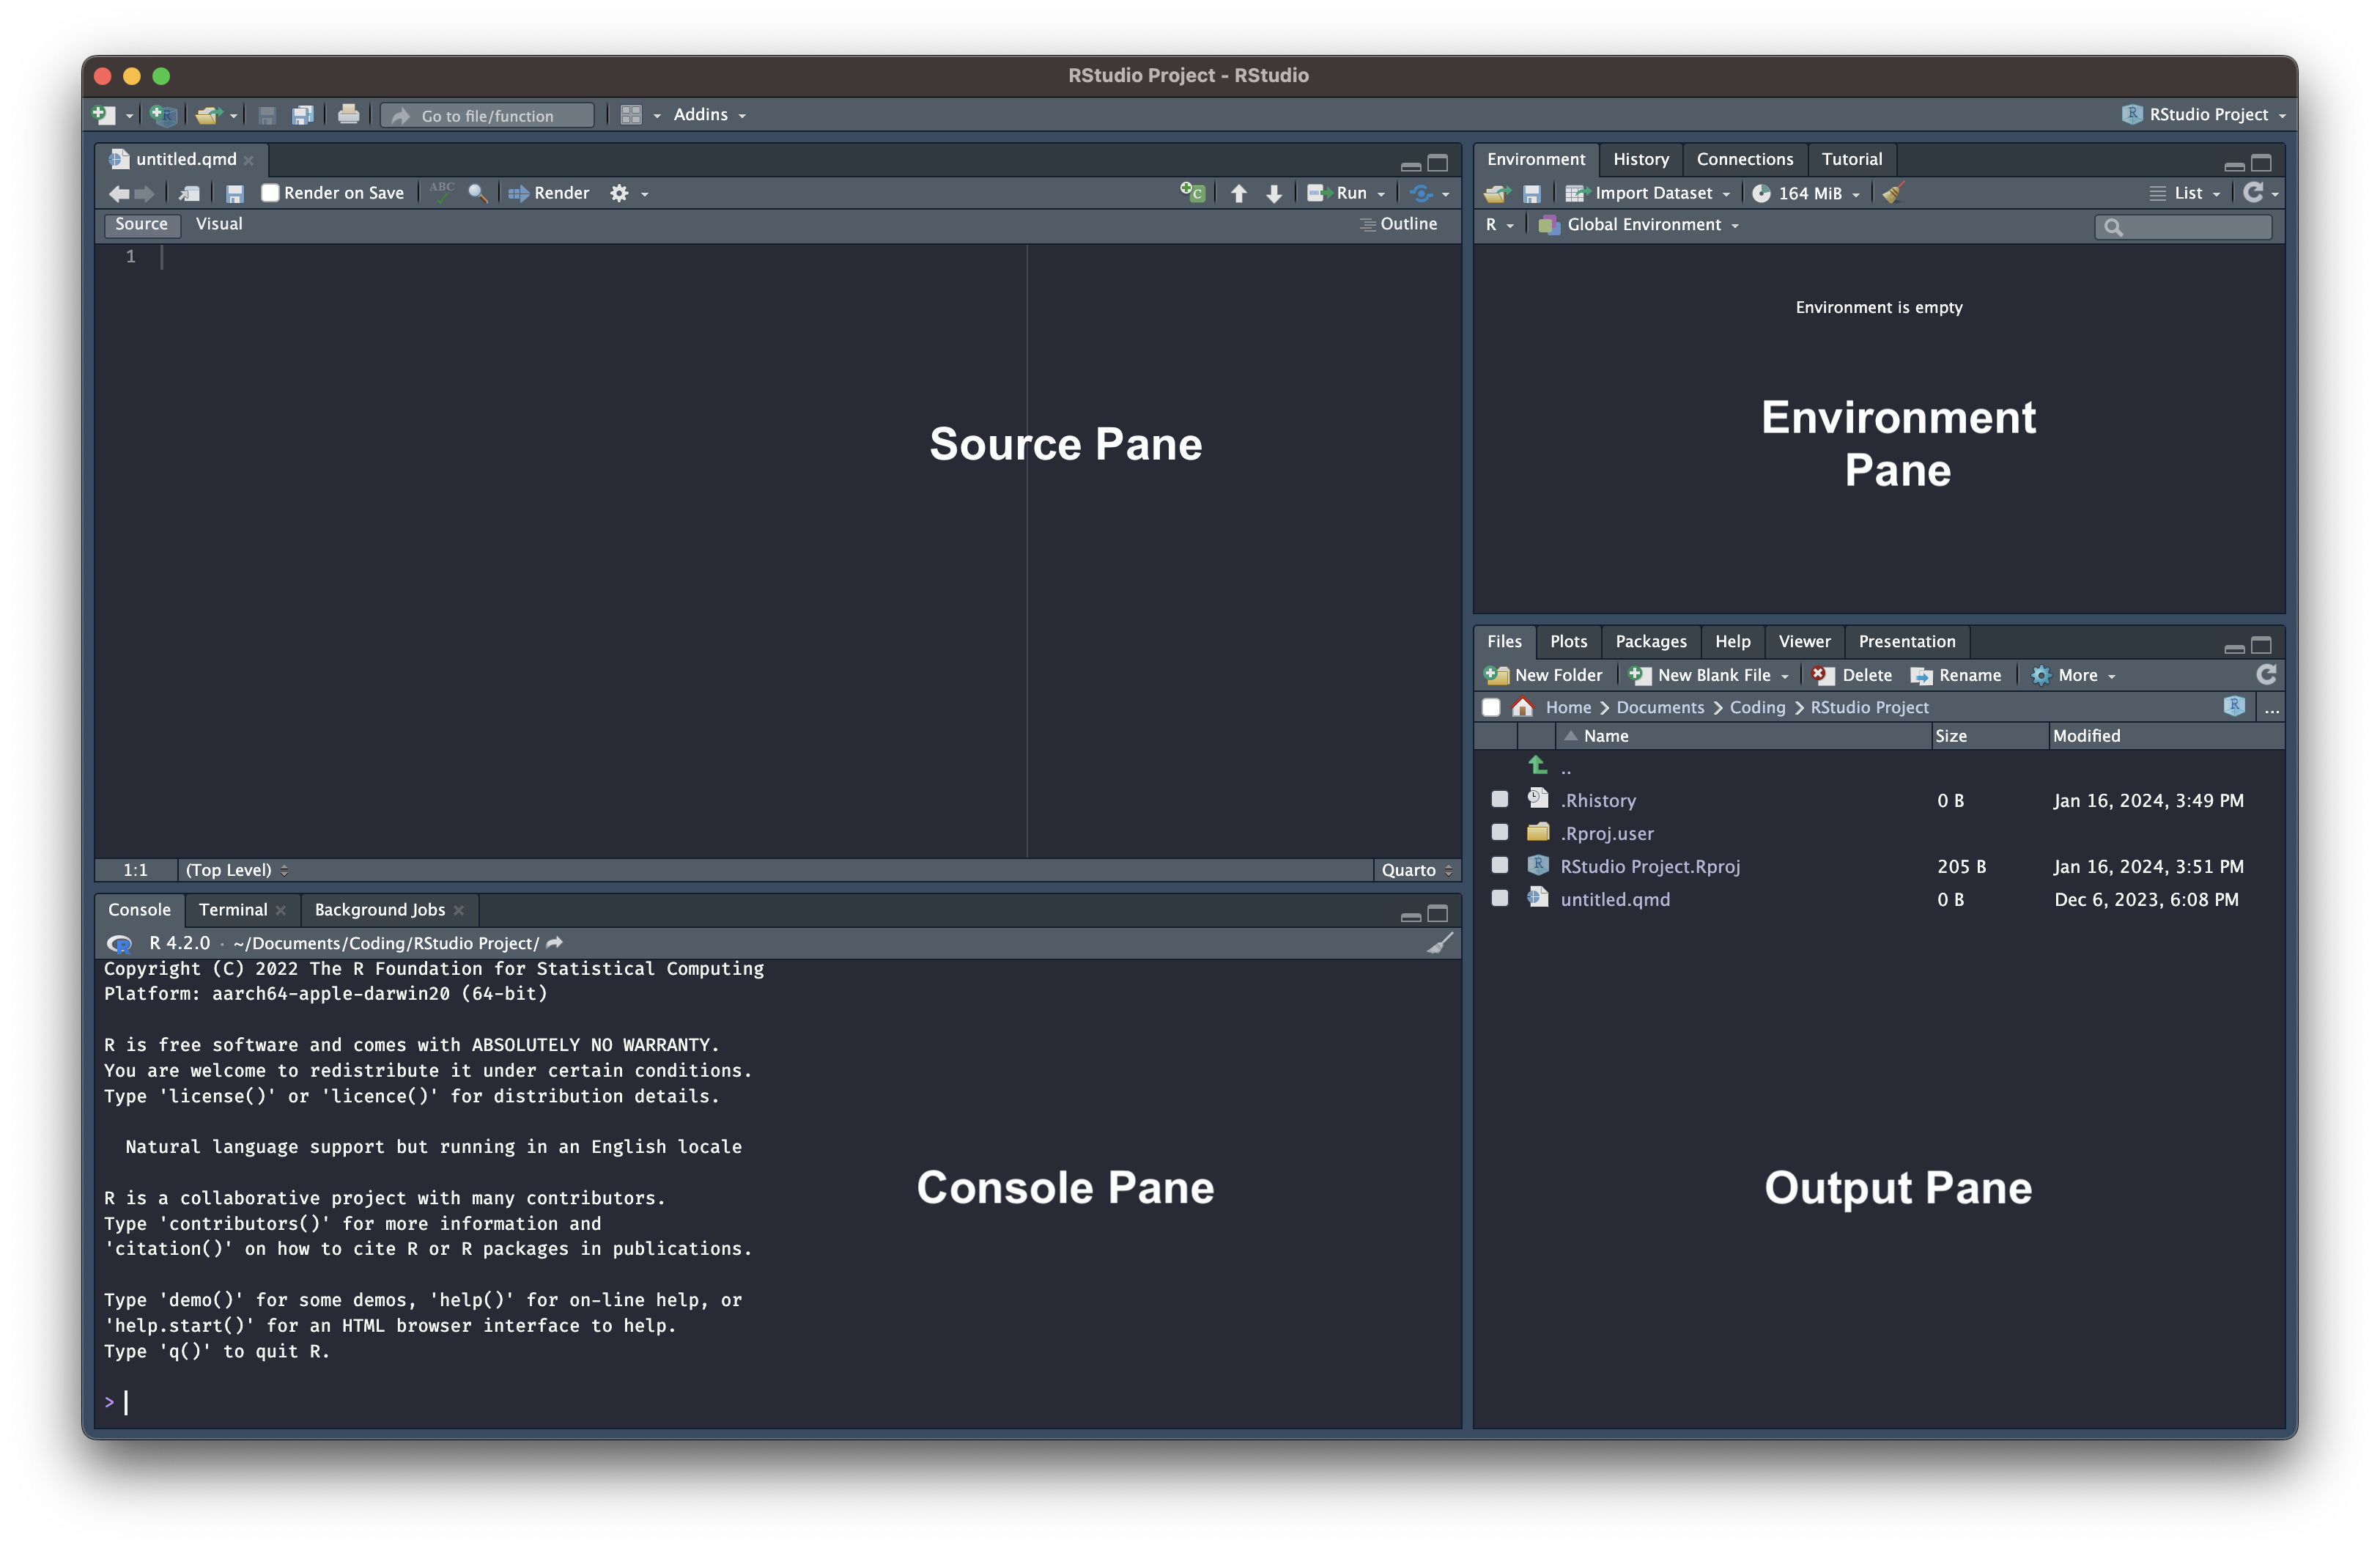 RStudio Project - RStudio
Go to file/function
Addins
RStudio Project
untitled.qmd
Render on Save
ABC
Render
C
Run
Source
Visual
Outline
1
Source Pane
1:1
(Top Level)
Quarto
Environment
History
Connections
Tutorial
Import Dataset
164 MiB
List
R
Global Environment
Environment is empty
Environment
Pane
Console
Terminal
Background Jobs
R 4.2.0 · ~/Documents/Coding/RStudio Project/
Copyright (C) 2022 The R Foundation for Statistical Computing
Platform: aarch64-apple-darwin20 (64-bit)
R is free software and comes with ABSOLUTELY NO WARRANTY.
You are welcome to redistribute it under certain conditions.
Type 'license()' or 'licence()' for distribution details.
Natural language support but running in an English locale
R is a collaborative project with many contributors.
Type 'contributors()' for more information and
'citation()' on how to cite R or R packages in publications.
Type 'demo()' for some demos, 'help()' for on-line help, or
'help.start()' for an HTML browser interface to help.
Type 'q()' to quit R.
>
Console Pane
Files
Plots
Packages
Help
Viewer
Presentation
New Folder
New Blank File
Delete
Rename
More
Home
Documents
Coding
RStudio Project
...
Name
Size
Modified
..
.Rhistory 0 B Jan 16, 2024, 3:49 PM
.Rproj.user
RStudio Project.Rproj 205 B Jan 16, 2024, 3:51 PM
untitled.qmd 0 B Dec 6, 2023, 6:08 PM
Output Pane